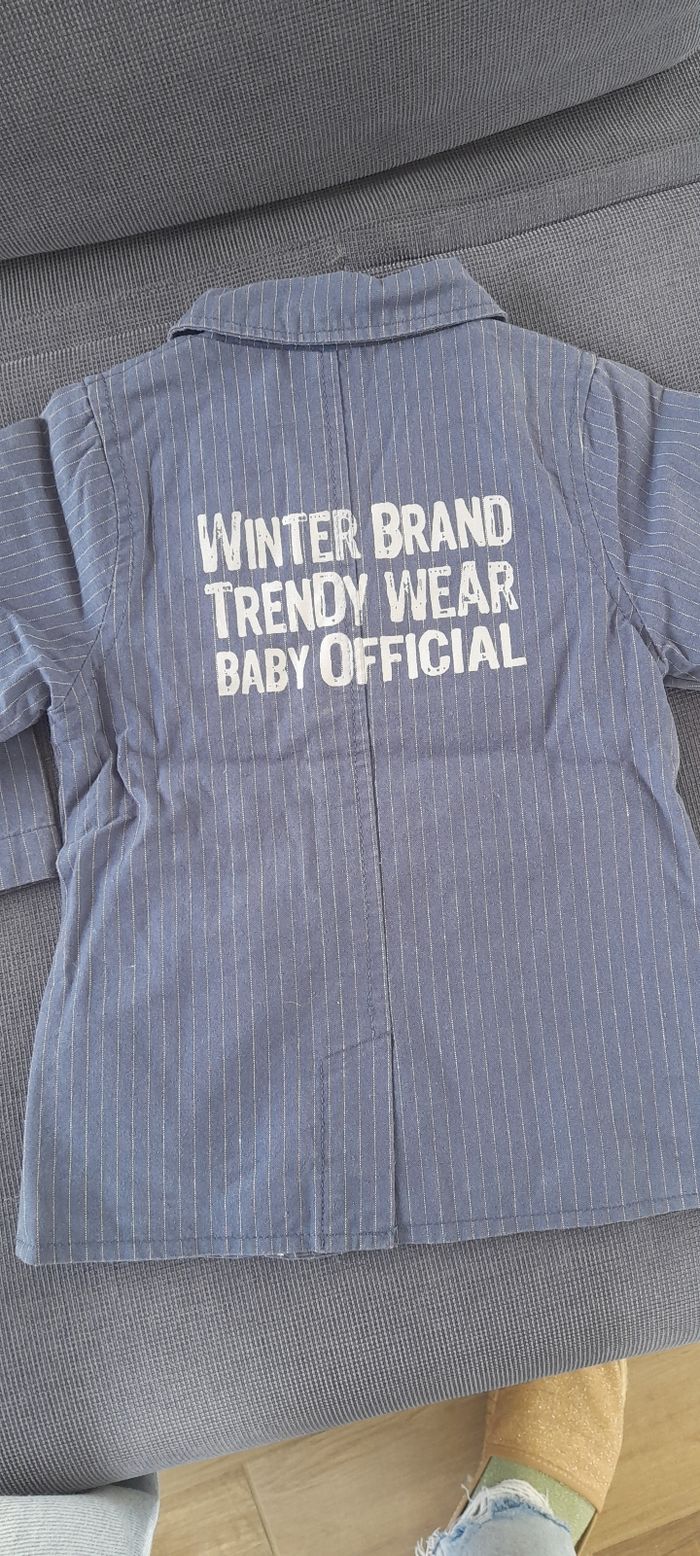 Winter Brand
Trendy wear
baby Official